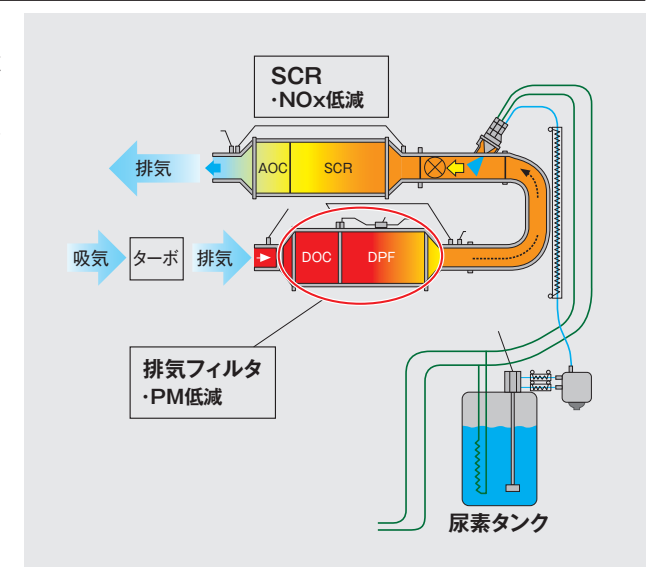 SCR
・NOx低減
排気
AOC
SCR
吸気
ターボ
排気
DOC
DPF
排気フィルタ
・PM低減
尿素タンク